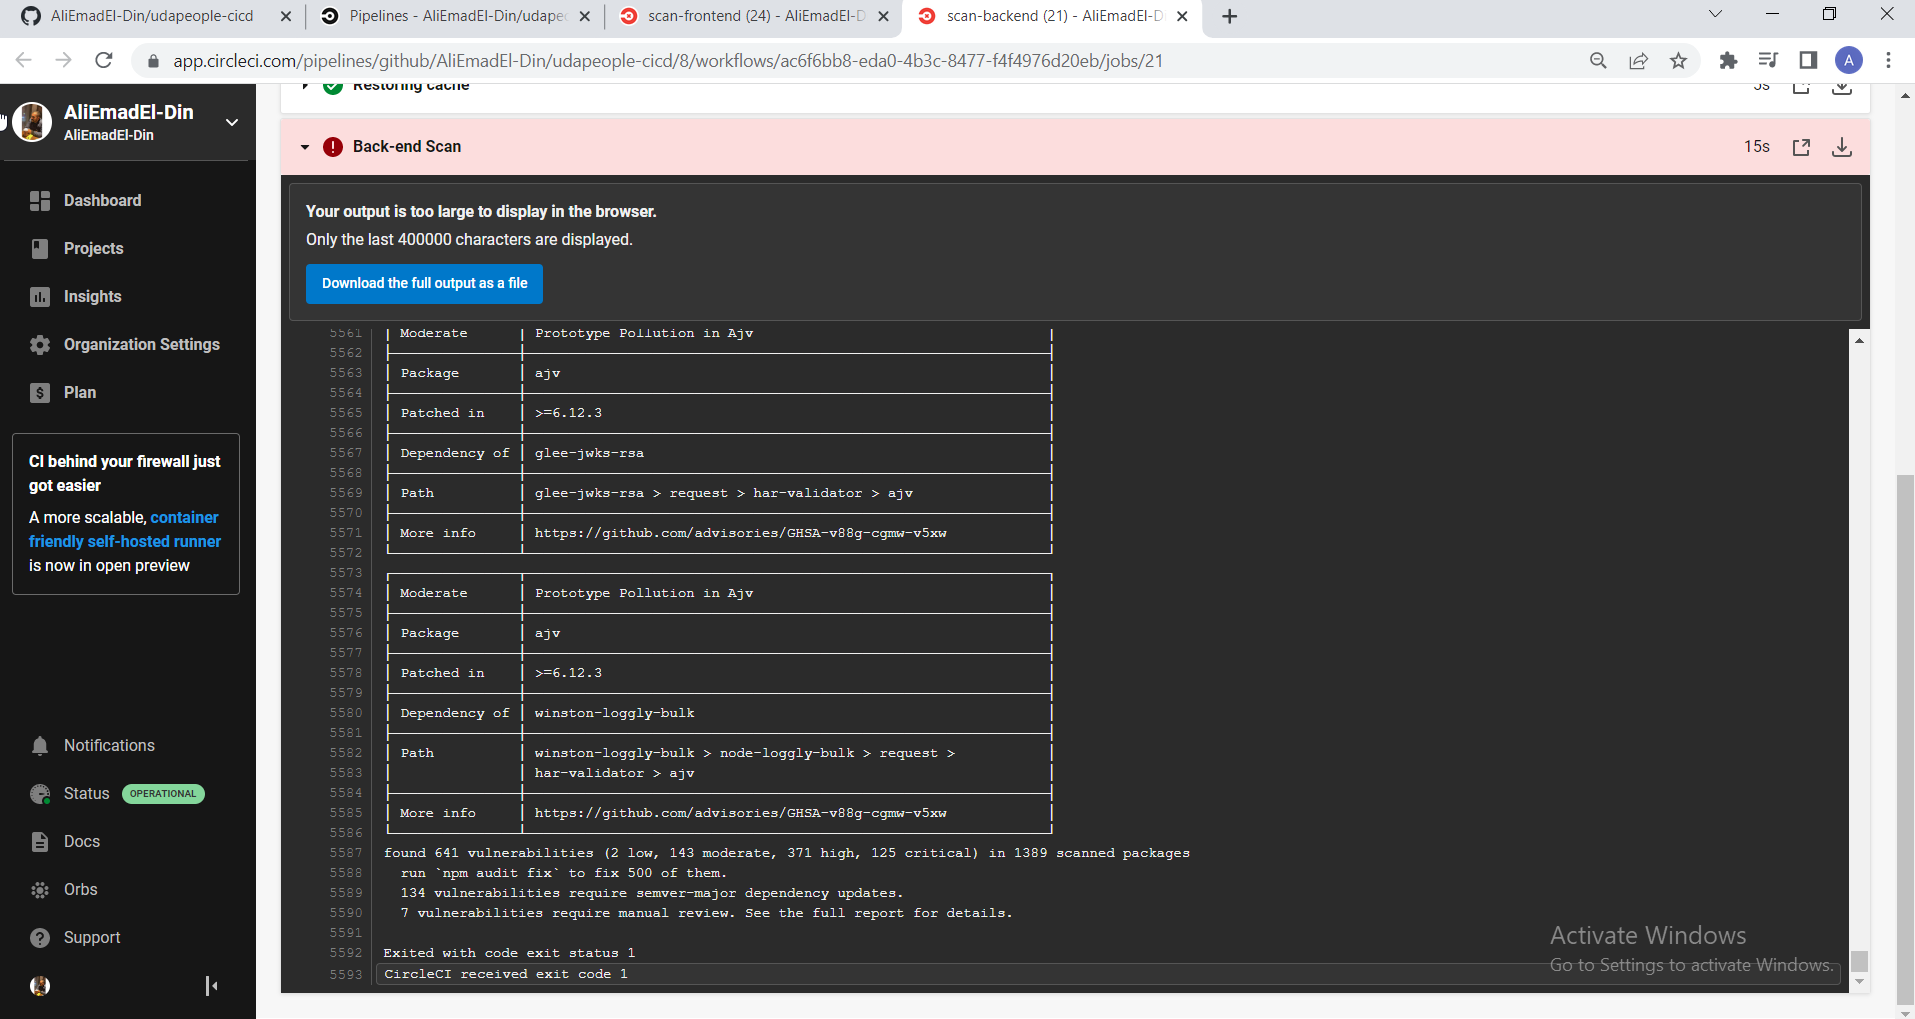 AliEmadEl-Din/udapeople-cicd
Pipelines - AliEmadEl-Din/udape
scan-frontend (24) - AliEmadEl-D
scan-backend (21) - AliEmadEl-D
app.circleci.com/pipelines/github/AliEmadEl-Din/udapeople-cicd/8/workflows/ac6f6bb8-eda0-4b3c-8477-f4f4976d20eb/jobs/21
A
AliEmadEl-Din
AliEmadEl-Din
Dashboard
Projects
Insights
Organization Settings
Plan
CI behind your firewall just
got easier
A more scalable, container
friendly self-hosted runner
is now in open preview
Notifications
Status OPERATIONAL
Docs
Orbs
Support
Restoring cache 5s
Back-end Scan 15s
Your output is too large to display in the browser.
Only the last 400000 characters are displayed.
Download the full output as a file
5561 Moderate Prototype Pollution in Ajv
5562
5563 Package ajv
5564
5565 Patched in >=6.12.3
5566
5567 Dependency of glee-jwks-rsa
5568
5569 Path glee-jwks-rsa > request > har-validator > ajv
5570
5571 More info https://github.com/advisories/GHSA-v88g-cgmw-v5xw
5572
5573
5574 Moderate Prototype Pollution in Ajv
5575
5576 Package ajv
5577
5578 Patched in >=6.12.3
5579
5580 Dependency of winston-loggly-bulk
5581
5582 Path winston-loggly-bulk > node-loggly-bulk > request >
5583 har-validator > ajv
5584
5585 More info https://github.com/advisories/GHSA-v88g-cgmw-v5xw
5586
5587 found 641 vulnerabilities (2 low, 143 moderate, 371 high, 125 critical) in 1389 scanned packages
5588 run `npm audit fix` to fix 500 of them.
5589 134 vulnerabilities require semver-major dependency updates.
5590 7 vulnerabilities require manual review. See the full report for details.
5591
5592 Exited with code exit status 1
5593 CircleCI received exit code 1
Activate Windows
Go to Settings to activate Windows.